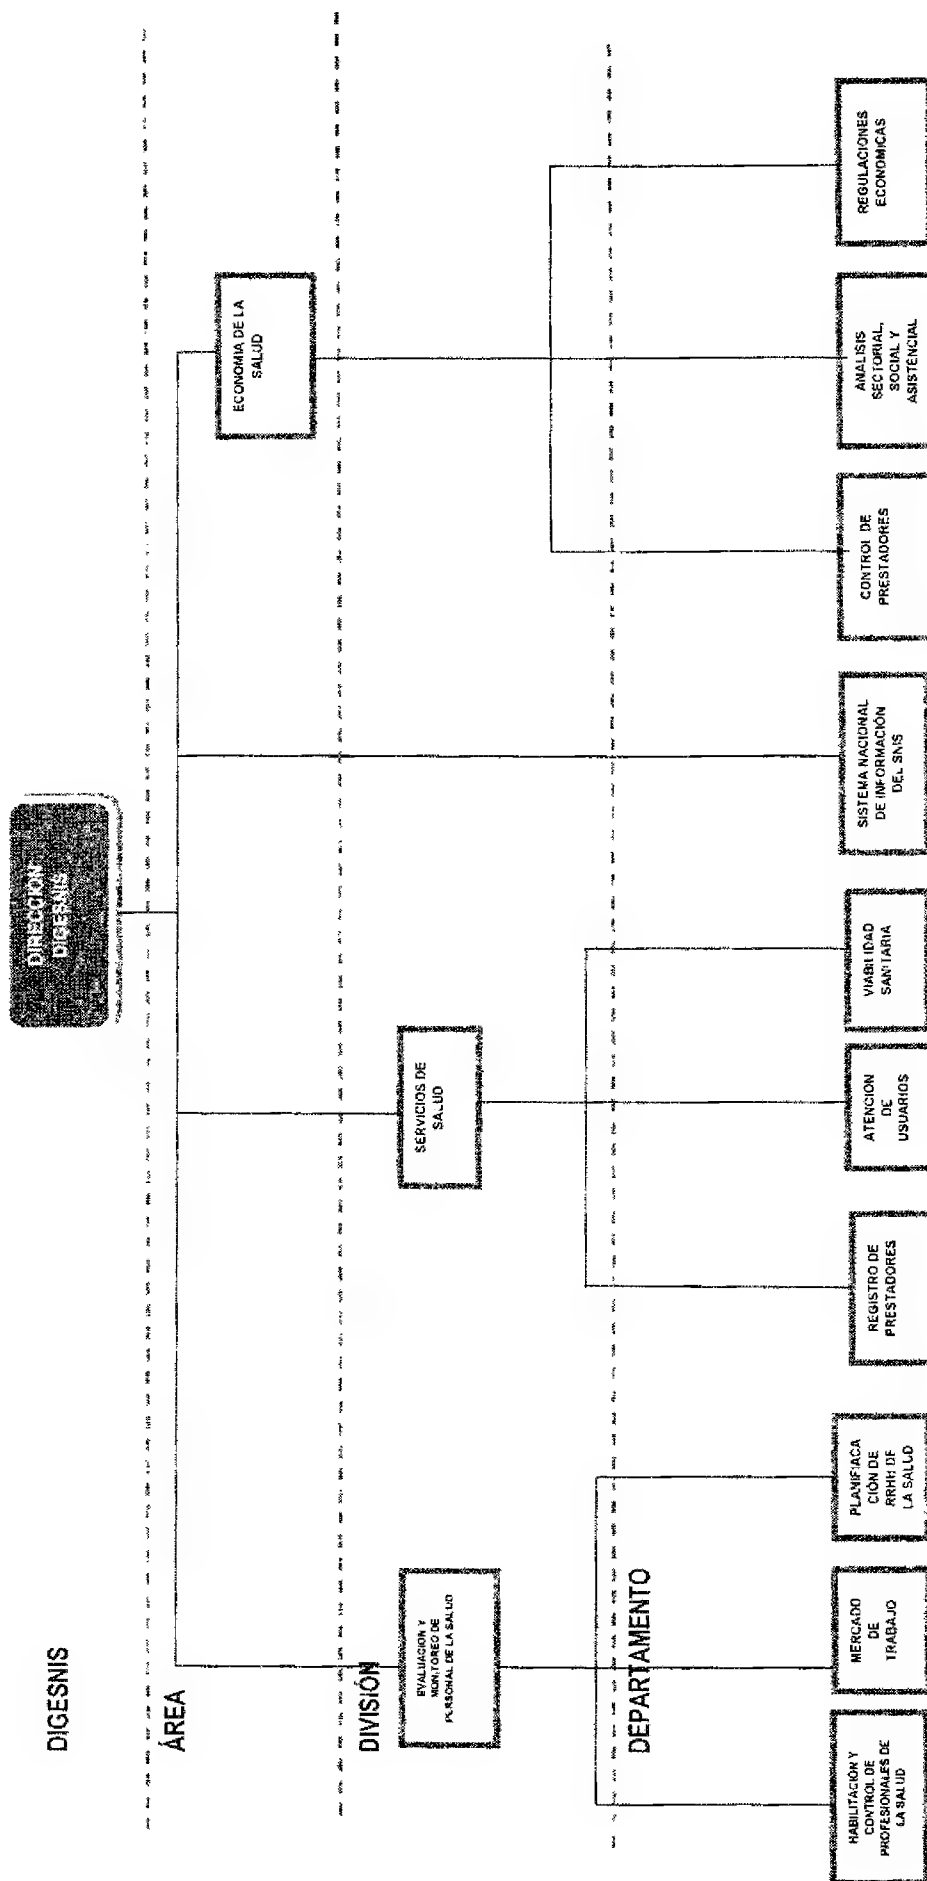 DIGESNIS
DIRECCION
DIGESNIS
ÁREA
ECONOMIA DE LA
SALUD
DIVISIÓN
EVALUACION Y
MONITOREO DE
PERSONAL DE LA SALUD
SERVICIOS DE
SALUD
DEPARTAMENTO
HABILITACIÓN Y
CONTROL DE
PROFESIONALES DE
LA SALUD
MERCADO
DE
TRABAJO
PLANIFIACA
CIÓN DE
RRHH DE
LA SALUD
REGISTRO DE
PRESTADORES
ATENCION
DE
USUARIOS
VIABILIDAD
SANITARIA
SISTEMA NACIONAL
DE INFORMACIÓN
DEL SNIS
CONTROL DE
PRESTADORES
ANALISIS
SECTORIAL,
SOCIAL Y
ASISTENCIAL
REGULACIONES
ECONOMICAS